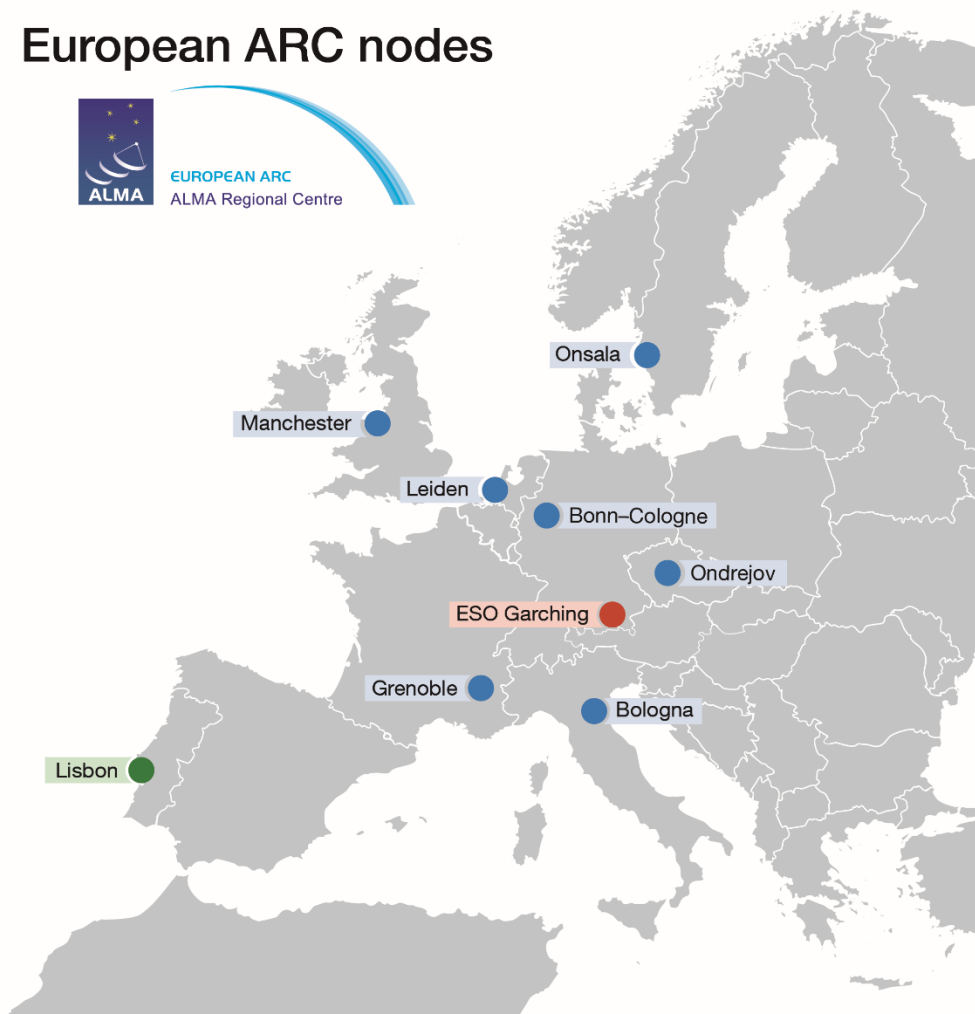 European ARC nodes
ALMA
EUROPEAN ARC
ALMA Regional Centre
Onsala
Manchester
Leiden
Bonn–Cologne
Ondrejov
ESO Garching
Grenoble
Bologna
Lisbon